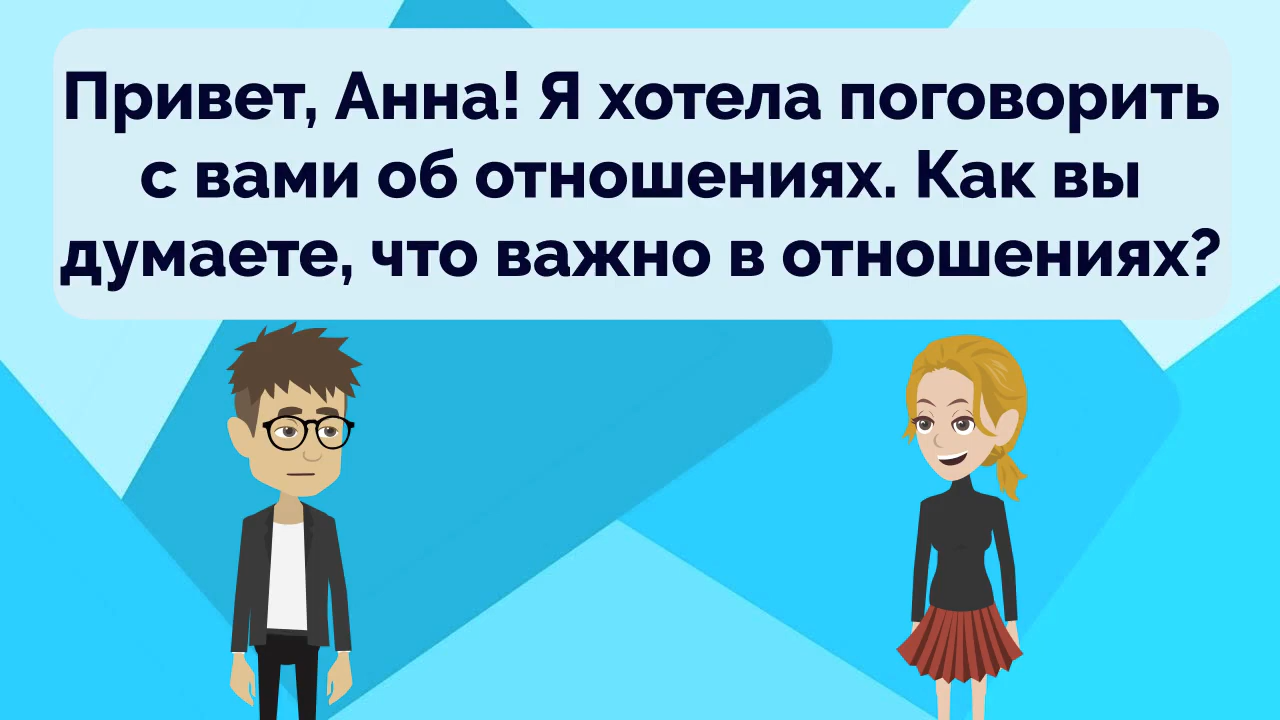 Привет, Анна! Я хотела поговорить
с вами об отношениях. Как вы
думаете, что важно в отношениях?